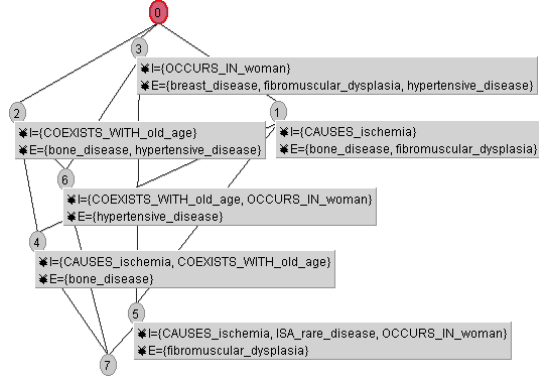 0
3
I={OCCURS_IN_woman}
E={breast_disease, fibromuscular_dysplasia, hypertensive_disease}
2
1
I={COEXISTS_WITH_old_age}
E={bone_disease, hypertensive_disease}
I={CAUSES_ischemia}
E={bone_disease, fibromuscular_dysplasia}
6
I={COEXISTS_WITH_old_age, OCCURS_IN_woman}
E={hypertensive_disease}
4
I={CAUSES_ischemia, COEXISTS_WITH_old_age}
E={bone_disease}
5
I={CAUSES_ischemia, ISA_rare_disease, OCCURS_IN_woman}
E={fibromuscular_dysplasia}
7